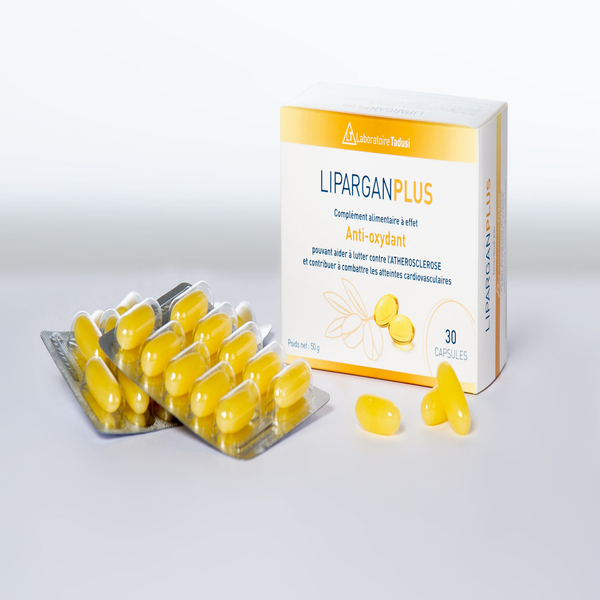 LT Laboratoire Tadusi
LIPARGANPLUS
Complément alimentaire à effet
Anti-oxydant
pouvant aider à lutter contre l'ATHEROSCLEROSE
et contribuer à combattre les atteintes cardiovasculaires
Poids net : 50 g
30
CAPSULES
LIPARGANPLUS